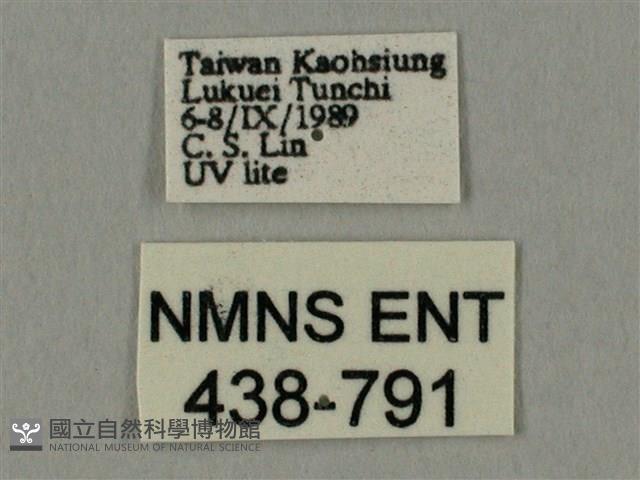 Taiwan Kaohsiung
Lukuei Tunchi
6-8/IX/1989
C. S. Lin
UV lite
NMNS ENT
438-791
國立自然科學博物館
NATIONAL MUSEUM OF NATURAL SCIENCE